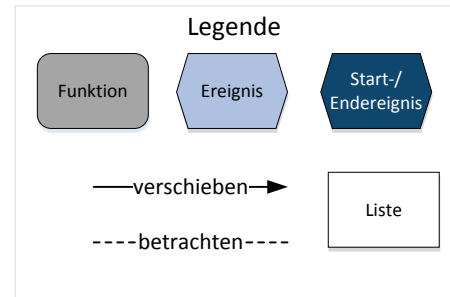 Legende
Funktion
Ereignis
Start-/
Endereignis
verschieben
Liste
betrachten